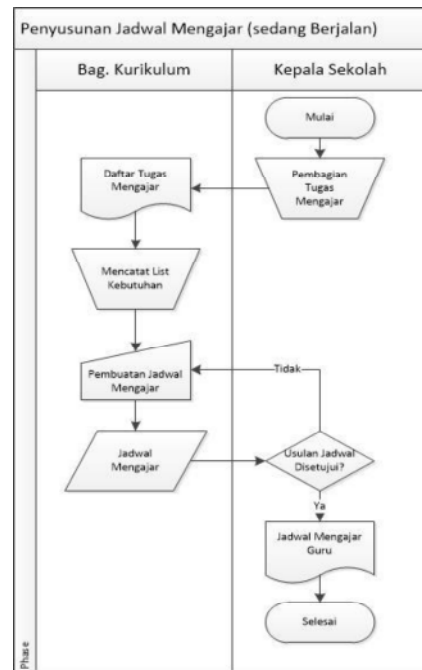 Penyusunan Jadwal Mengajar (sedang Berjalan)
Bag. Kurikulum
Kepala Sekolah
Mulai
Pembagian
Tugas
Mengajar
Daftar Tugas
Mengajar
Mencatat List
Kebutuhan
Pembuatan Jadwal
Mengajar
Tidak
Jadwal
Mengajar
Usulan Jadwal
Disetujui?
Ya
Jadwal Mengajar
Guru
Selesai
Phase